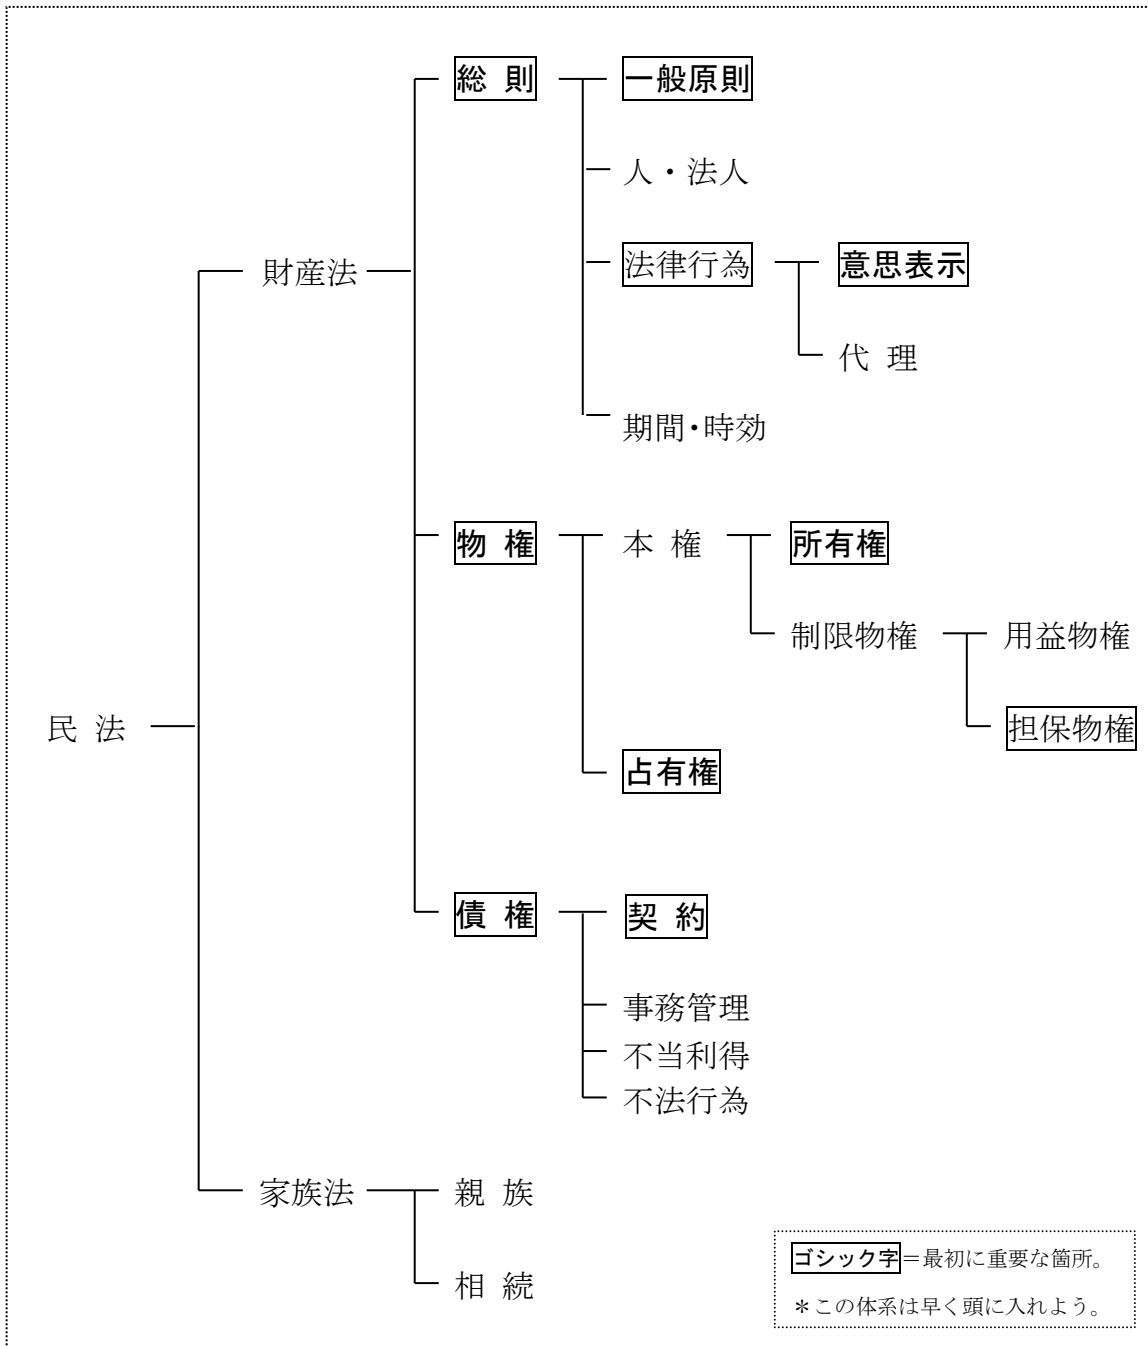 総 則
一般原則
人・法人
法律行為
意思表示
代 理
期間・時効
財産法
物 権
本 権
所有権
制限物権
用益物権
担保物権
占有権
民 法
債 権
契 約
事務管理
不当利得
不法行為
家族法
親 族
相 続
ゴシック字＝最初に重要な箇所。
＊この体系は早く頭に入れよう。